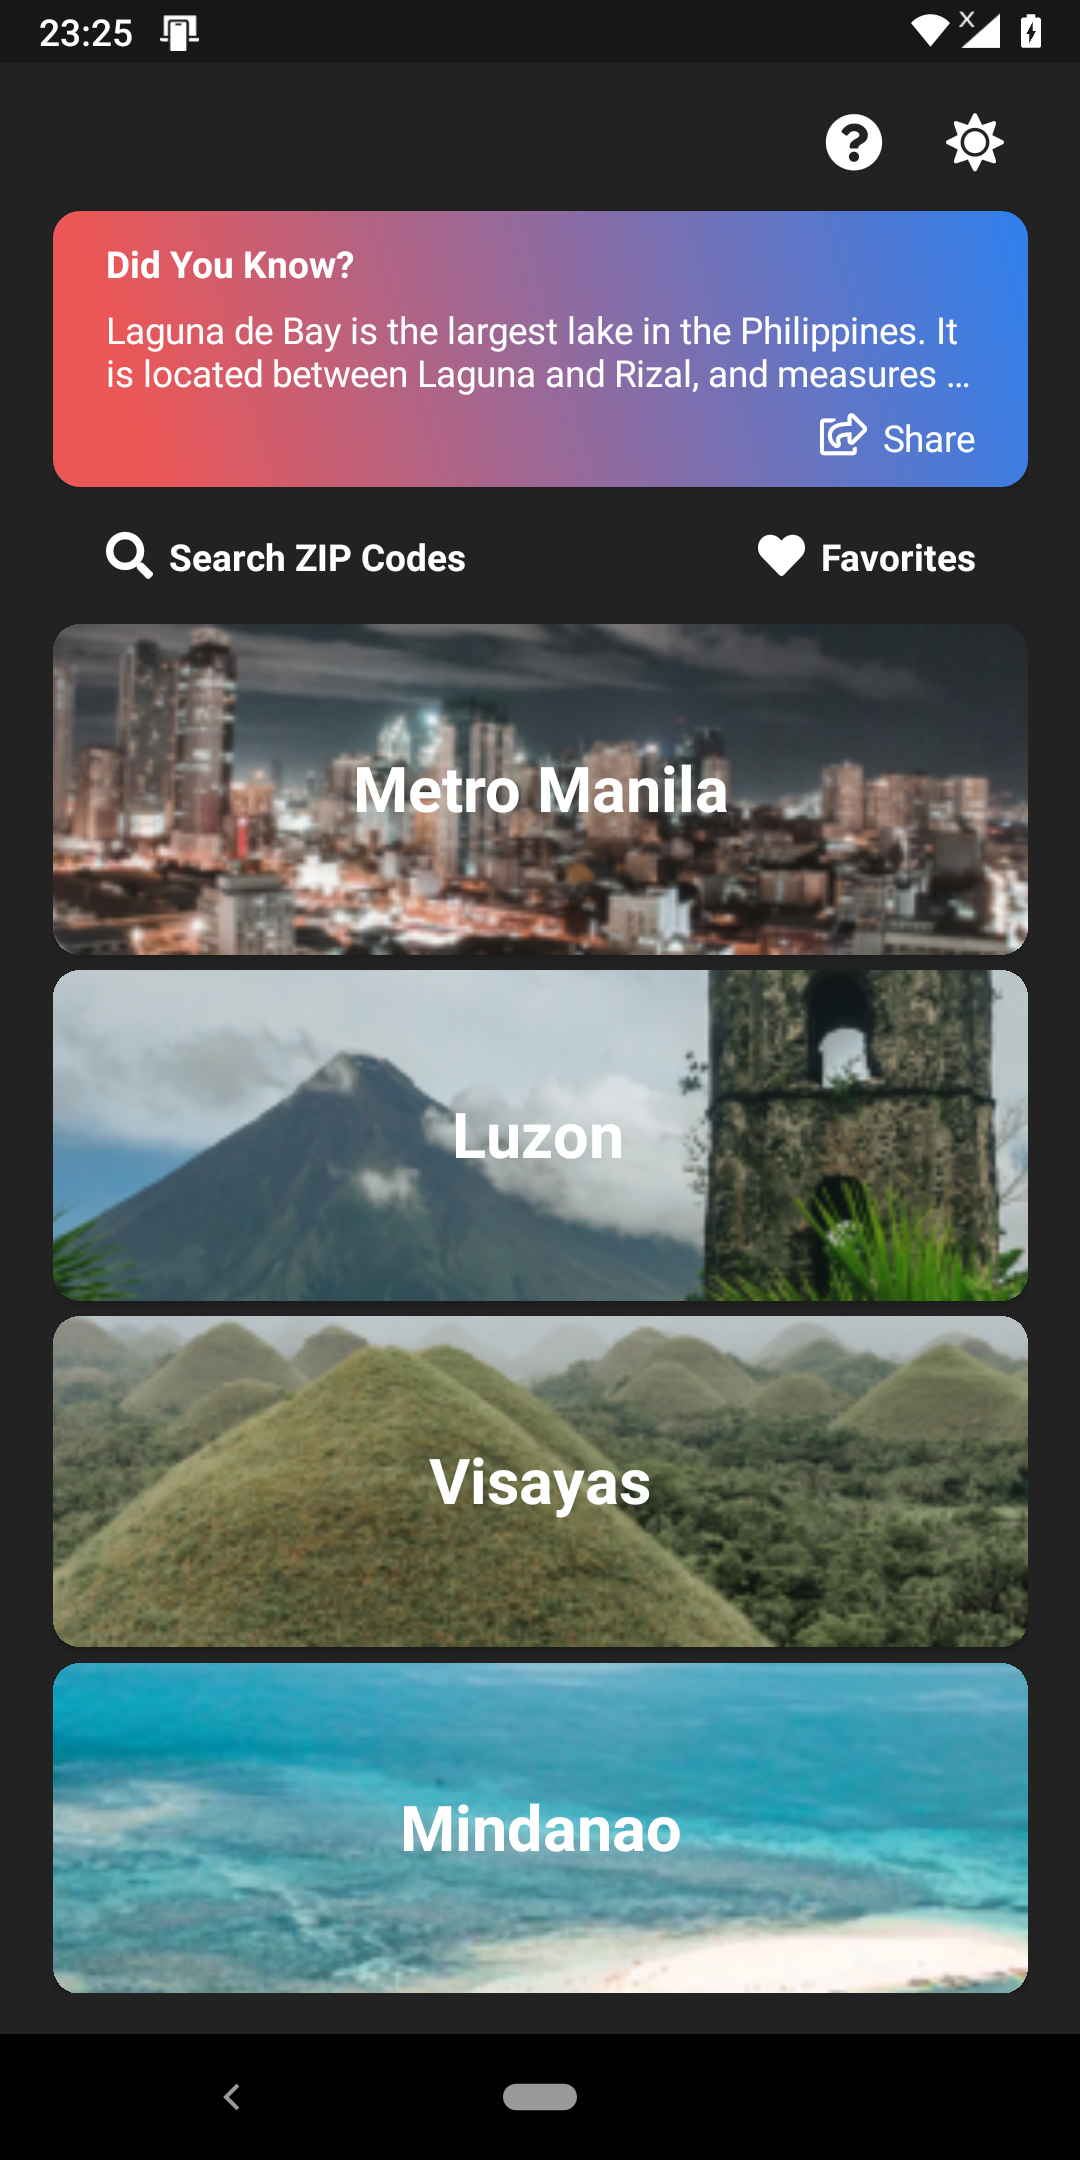 23:25
Did You Know?
Laguna de Bay is the largest lake in the Philippines. It
is located between Laguna and Rizal, and measures ...
Share
Search ZIP Codes
Favorites
Metro Manila
Luzon
Visayas
Mindanao